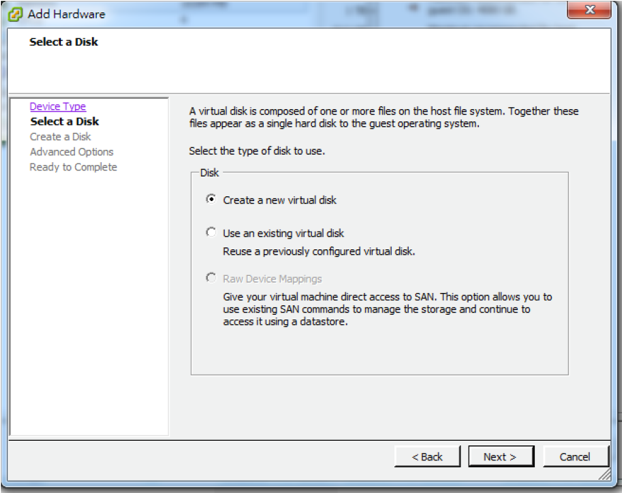 Add Hardware
Select a Disk
Device Type
Select a Disk
Create a Disk
Advanced Options
Ready to Complete
A virtual disk is composed of one or more files on the host file system. Together these
files appear as a single hard disk to the guest operating system.
Select the type of disk to use.
Disk
Create a new virtual disk
Use an existing virtual disk
Reuse a previously configured virtual disk.
Raw Device Mappings
Give your virtual machine direct access to SAN. This option allows you to
use existing SAN commands to manage the storage and continue to
access it using a datastore.
< Back
Next >
Cancel